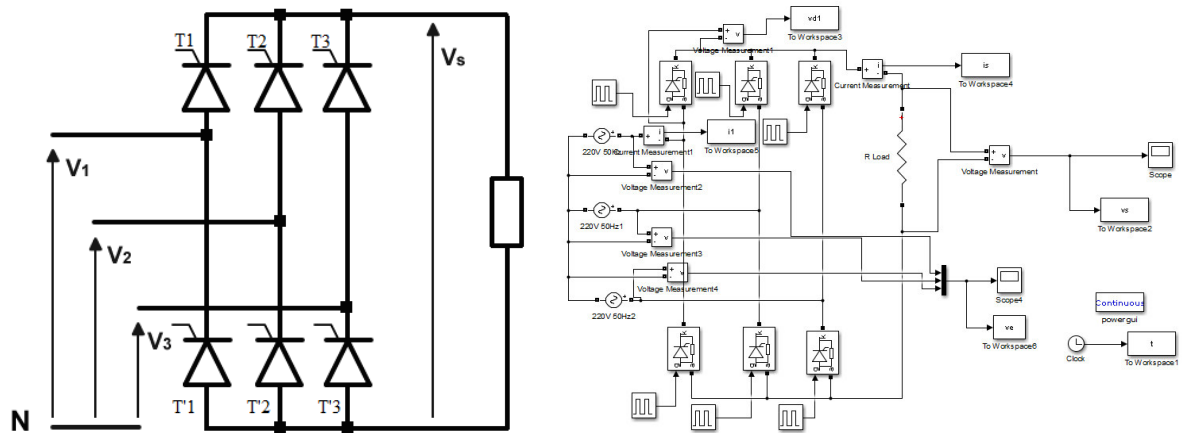 T1
T2
T3
Vs
V1
V2
V3
T'1
T'2
T'3
N
vd1
To Workspace3
Voltage Measurement1
is
To Workspace4
Current Measurement
i1
To Workspace5
220V 50Hz
Current Measurement1
Voltage Measurement2
R Load
Voltage Measurement
Scope
vs
To Workspace2
220V 50Hz1
Voltage Measurement3
Voltage Measurement4
220V 50Hz2
Scope4
ve
To Workspace6
Continuous
powergui
Clock
t
To Workspace1